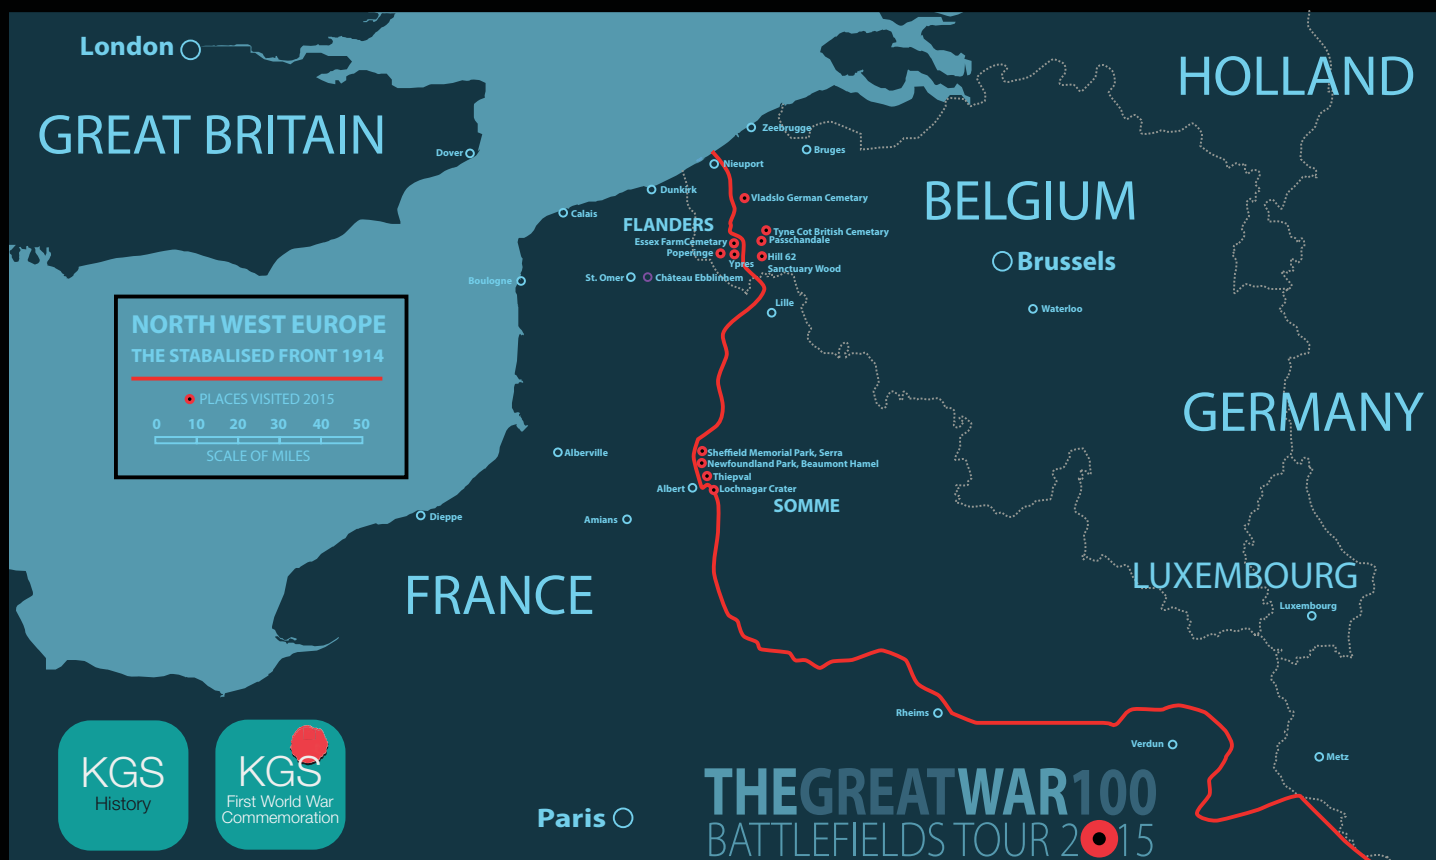 London
GREAT BRITAIN
HOLLAND
Dover
Zeebrugge
Bruges
Nieuport
Dunkirk
Vladslo German Cemetary
BELGIUM
Calais
FLANDERS
Tyne Cot British Cemetary
Essex FarmCemetary
Passchandale
Poperinge
Ypres
Hill 62
Sanctuary Wood
Brussels
St. Omer
Château Ebblinhem
Boulogne
Lille
Waterloo
NORTH WEST EUROPE
THE STABALISED FRONT 1914
PLACES VISITED 2015
0 10 20 30 40 50
SCALE OF MILES
GERMANY
Alberville
Sheffield Memorial Park, Serra
Newfoundland Park, Beaumont Hamel
Thiepval
Albert
Lochnagar Crater
SOMME
Dieppe
Amians
FRANCE
LUXEMBOURG
Luxembourg
Rheims
Verdun
Metz
KGS
History
KGS
First World War
Commemoration
Paris
THEGREATWAR100
BATTLEFIELDS TOUR 2015